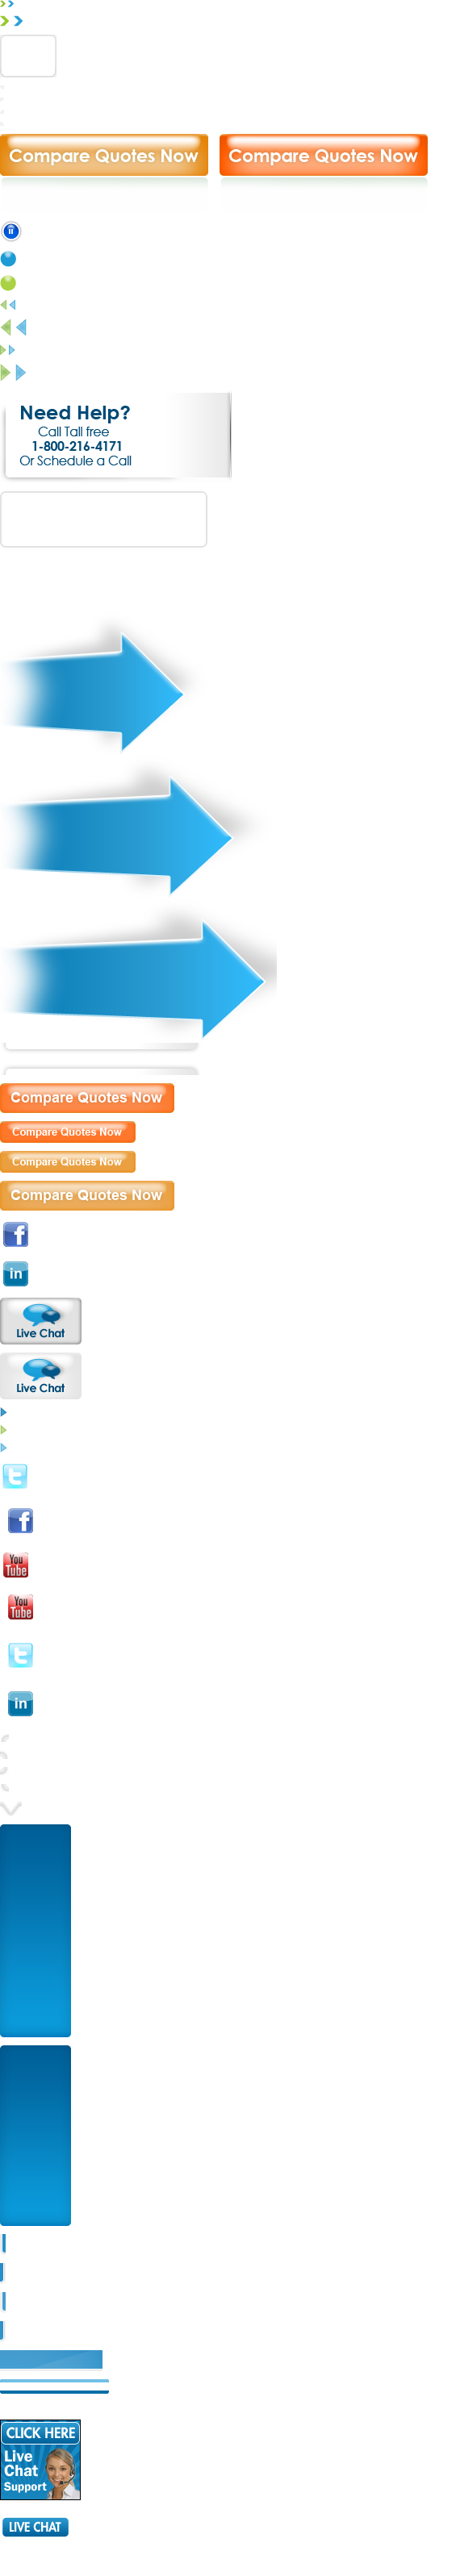 Compare Quotes Now Compare Quotes Now
Need Help?
Call Tall free
1-800-216-4171
Or Schedule a Call
Compare Quotes Now
Compare Quotes Now
Compare Quotes Now
Compare Quotes Now
f
in
Live Chat
Live Chat
t
f
You
Tube
You
Tube
t
in
CLICK HERE
Live
Chat
Support
LIVE CHAT